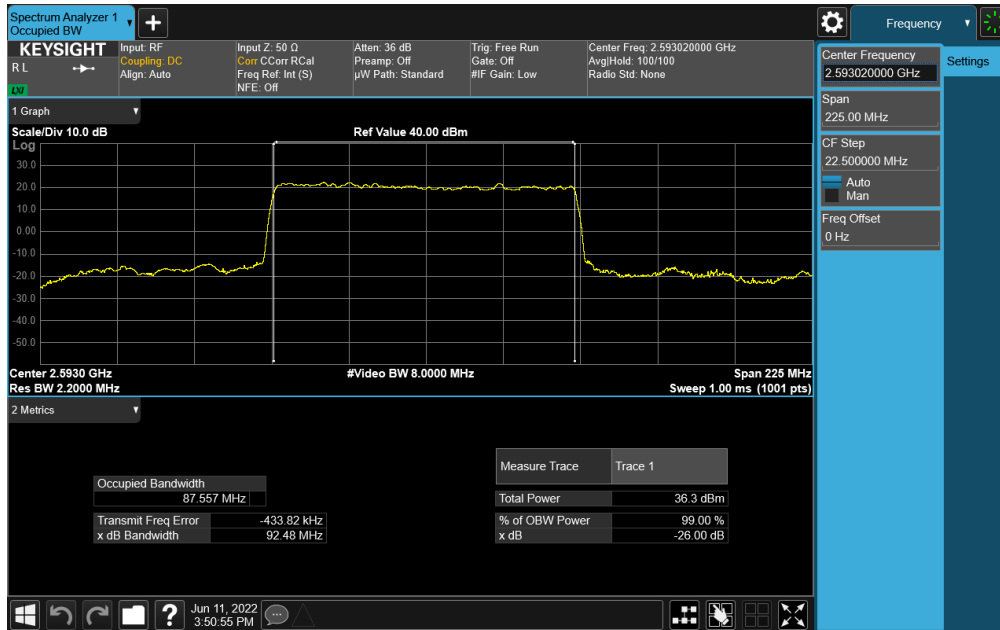 Spectrum Analyzer 1
Occupied BW
+
Frequency
KEYSIGHT
R L
LXI
Input: RF
Coupling: DC
Align: Auto
Input Z: 50 Ω
Corr CCorr RCal
Freq Ref: Int (S)
NFE: Off
Atten: 36 dB
Preamp: Off
µW Path: Standard
Trig: Free Run
Gate: Off
#IF Gain: Low
Center Freq: 2.593020000 GHz
Avg|Hold: 100/100
Radio Std: None
Center Frequency
2.593020000 GHz
Settings
Span
225.00 MHz
CF Step
22.500000 MHz
Auto
Man
Freq Offset
0 Hz
1 Graph
Scale/Div 10.0 dB
Ref Value 40.00 dBm
Log
30.0
20.0
10.0
0.00
-10.0
-20.0
-30.0
-40.0
-50.0
Center 2.5930 GHz
#Video BW 8.0000 MHz
Span 225 MHz
Res BW 2.2000 MHz
Sweep 1.00 ms (1001 pts)
2 Metrics
Measure Trace
Trace 1
Occupied Bandwidth
87.557 MHz
Total Power
36.3 dBm
Transmit Freq Error
-433.82 kHz
% of OBW Power
99.00 %
x dB Bandwidth
92.48 MHz
x dB
-26.00 dB
?
Jun 11, 2022
3:50:55 PM